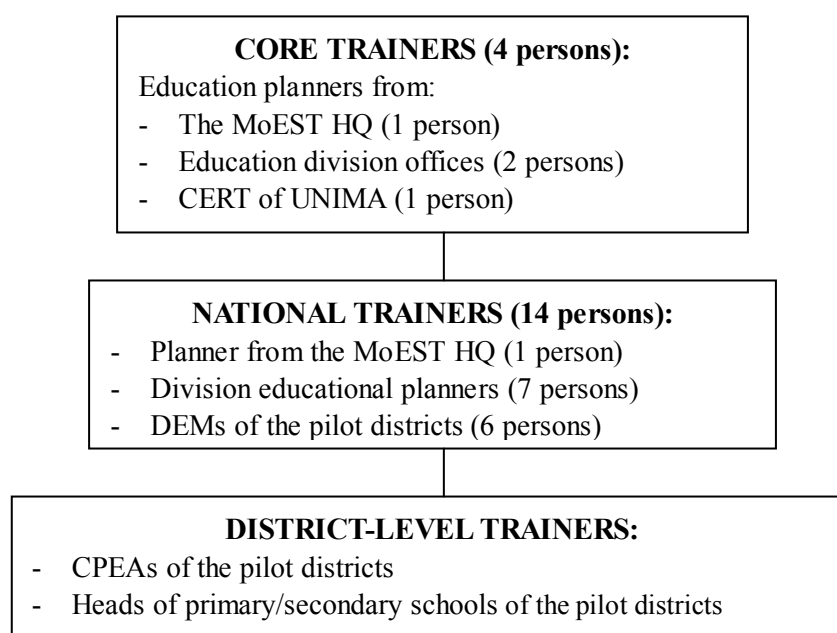 CORE TRAINERS (4 persons):
Education planners from:
- The MoEST HQ (1 person)
- Education division offices (2 persons)
- CERT of UNIMA (1 person)
NATIONAL TRAINERS (14 persons):
- Planner from the MoEST HQ (1 person)
- Division educational planners (7 persons)
- DEMs of the pilot districts (6 persons)
DISTRICT-LEVEL TRAINERS:
- CPEAs of the pilot districts
- Heads of primary/secondary schools of the pilot districts